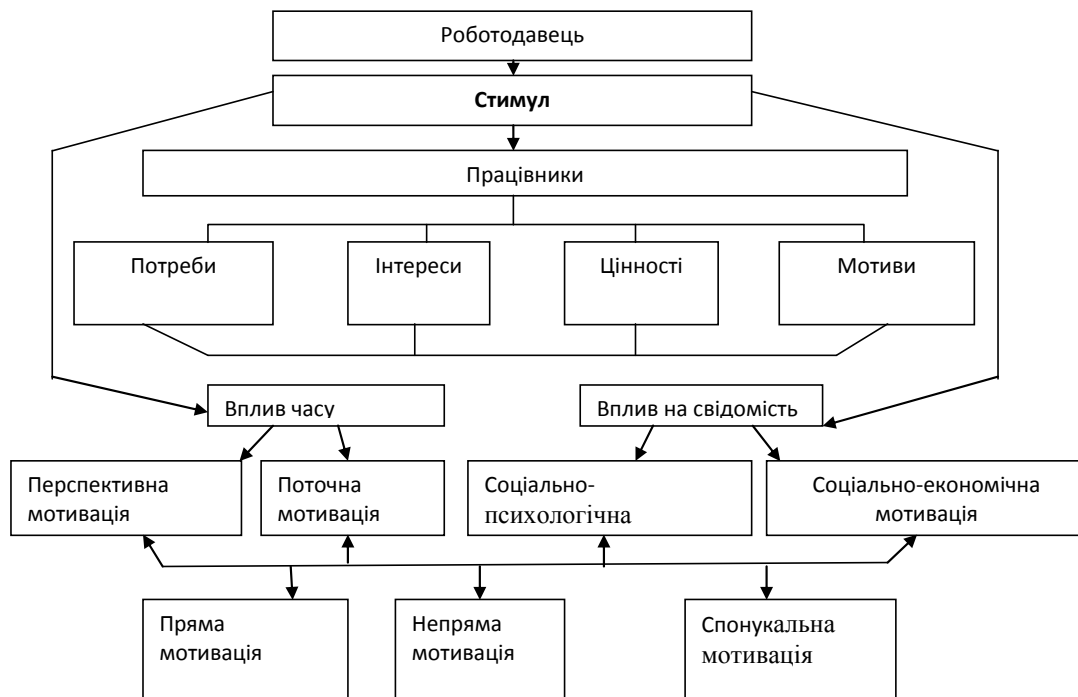 Роботодавець
Стимул
Працівники
Потреби
Інтереси
Цінності
Мотиви
Вплив часу
Вплив на свідомість
Перспективна
мотивація
Поточна
мотивація
Соціально-
психологічна
Соціально-економічна
мотивація
Пряма
мотивація
Непряма
мотивація
Спонукальна
мотивація